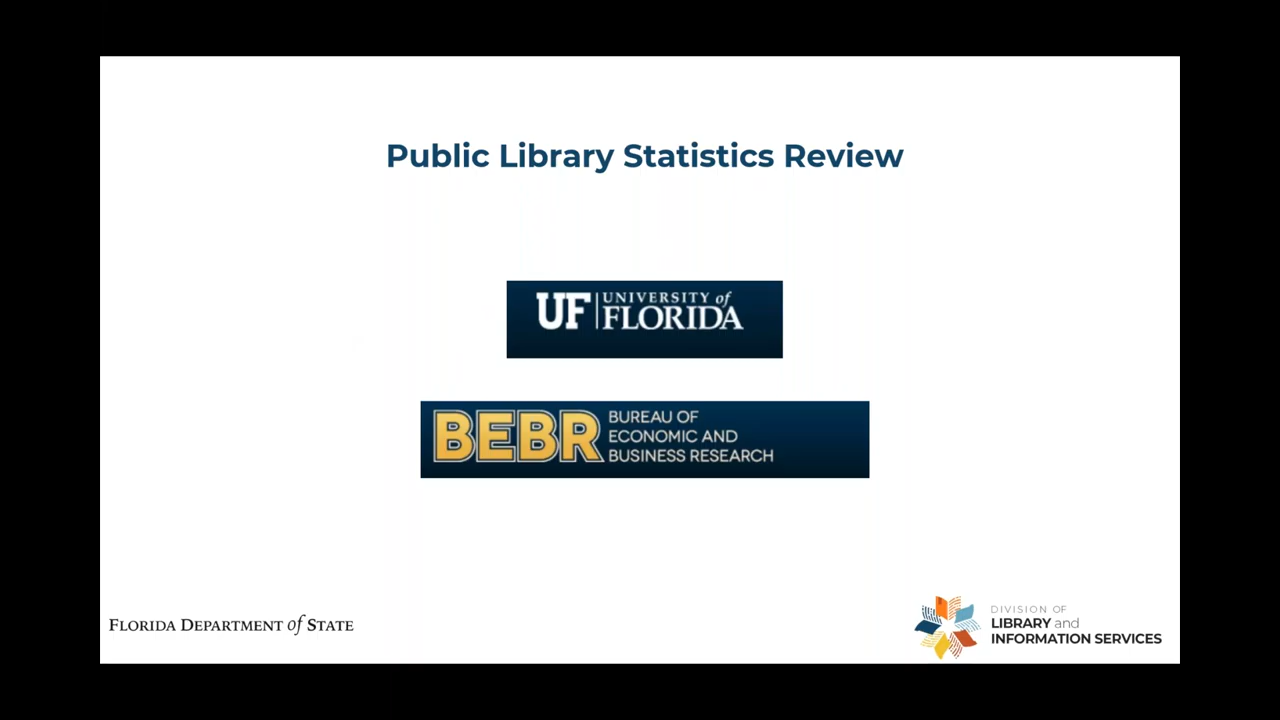 Public Library Statistics Review
UF UNIVERSITY of
FLORIDA
BEBR BUREAU OF
ECONOMIC AND
BUSINESS RESEARCH
FLORIDA DEPARTMENT of STATE
DIVISION OF
LIBRARY and
INFORMATION SERVICES